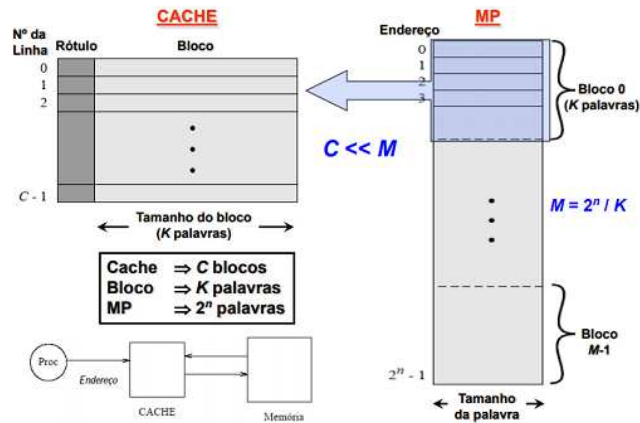 CACHE
Nº da
Linha
Rótulo
Bloco
0
1
2
C - 1
Tamanho do bloco
(K palavras)
C << M
Cache ⇒ C blocos
Bloco ⇒ K palavras
MP ⇒ 2ⁿ palavras
Proc
Endereço
CACHE
Memória
MP
Endereço
0
1
2
3
Bloco 0
(K palavras)
M = 2ⁿ / K
Bloco
M-1
2ⁿ - 1
Tamanho
da palavra